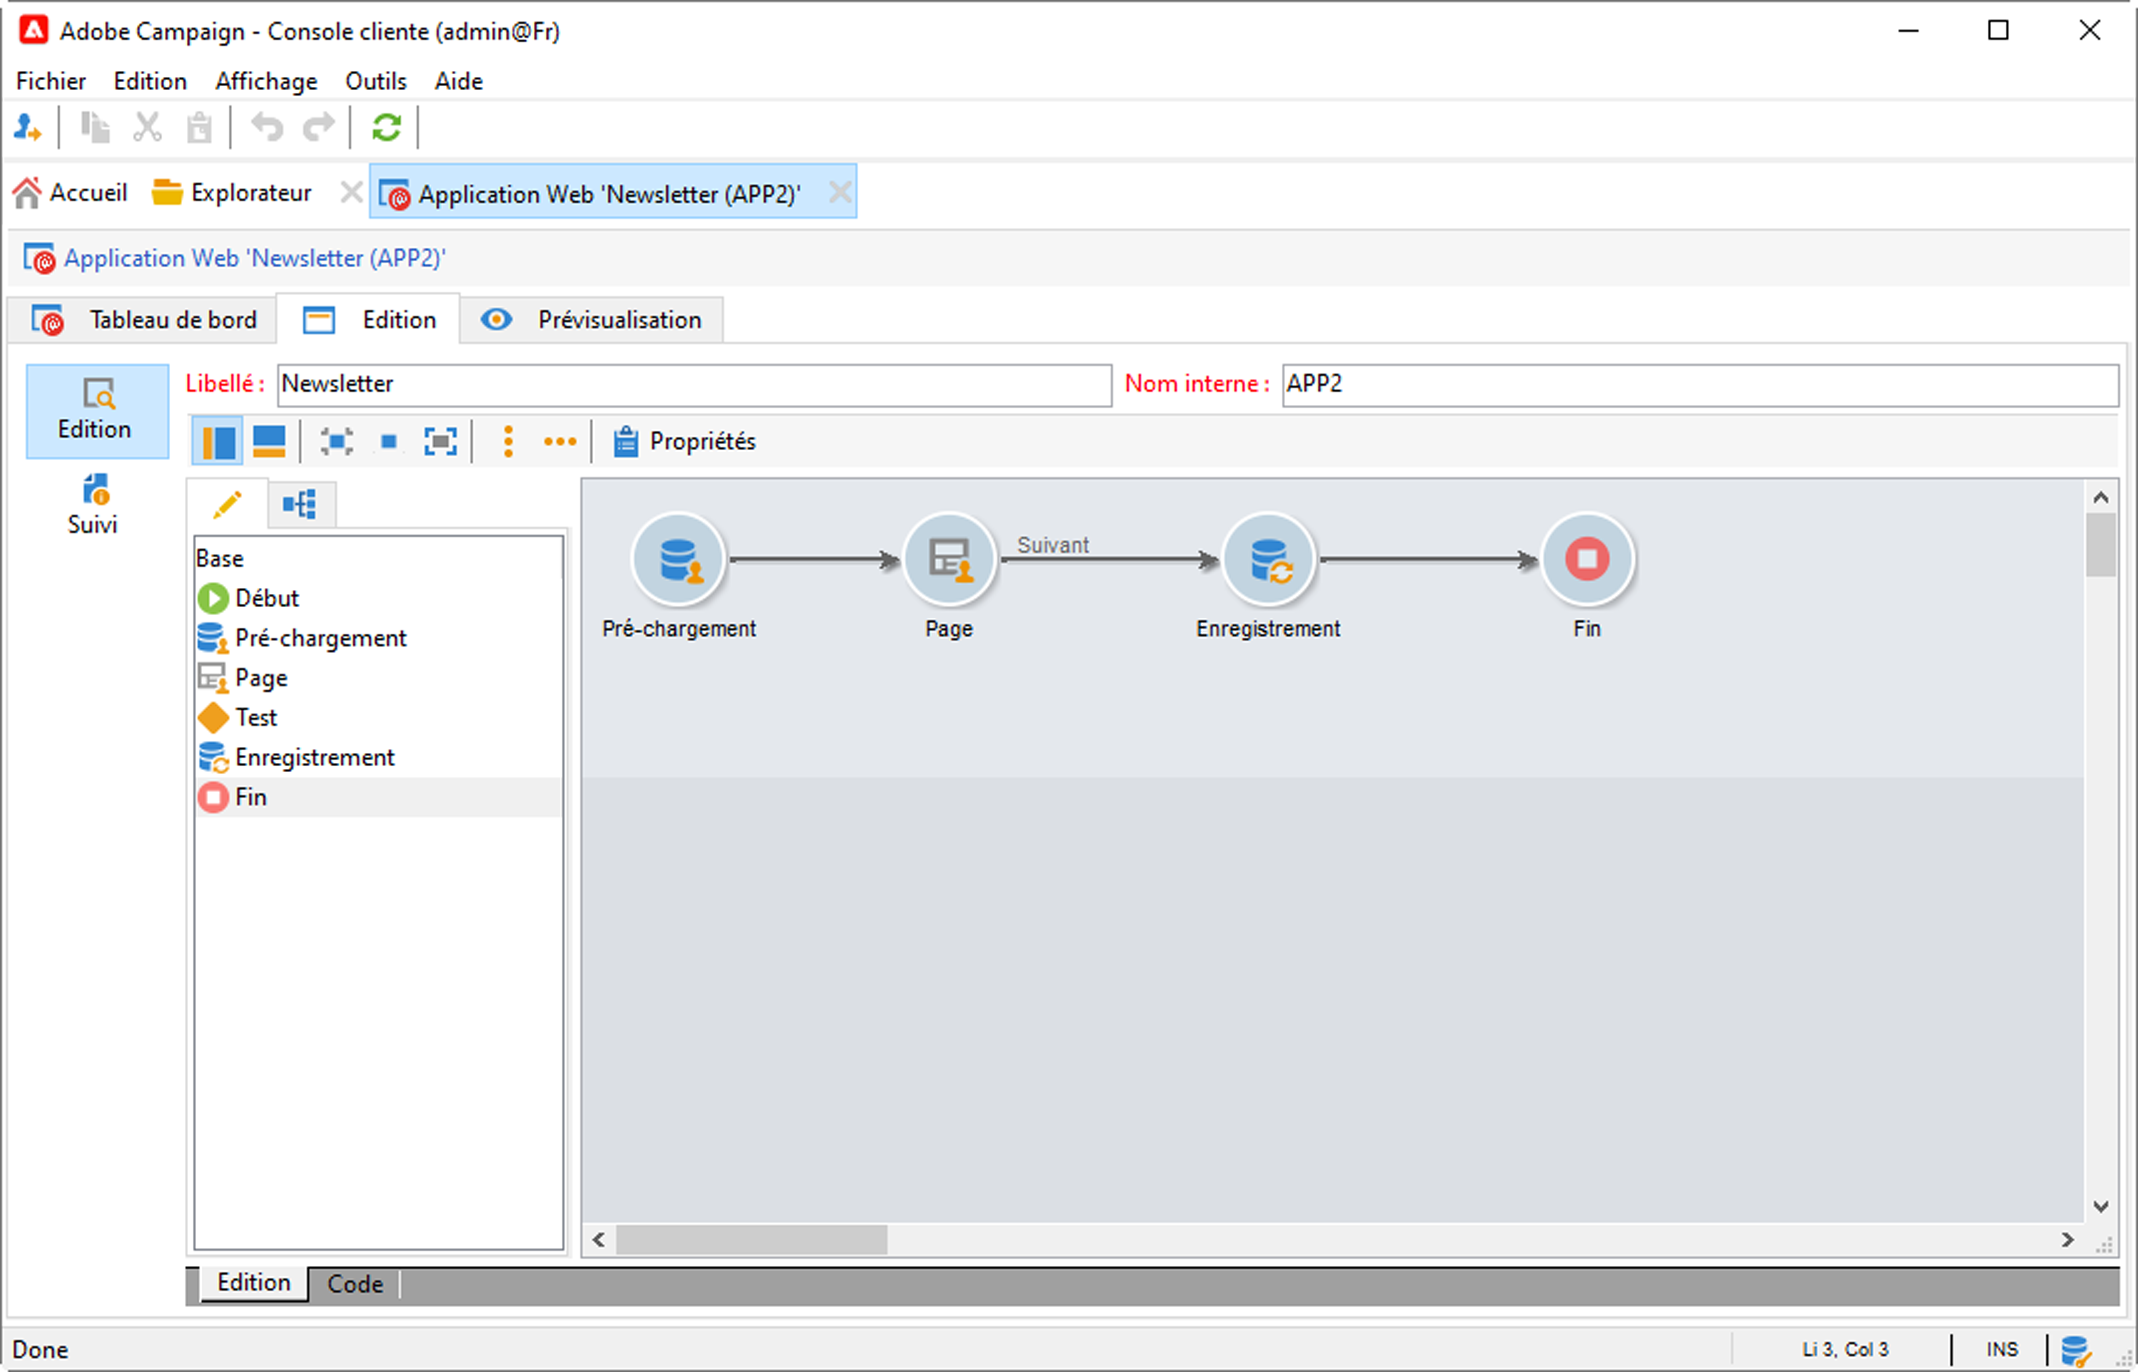 Adobe Campaign - Console cliente (admin@Fr)
Fichier Edition Affichage Outils Aide
Accueil Explorateur Application Web 'Newsletter (APP2)'
Application Web 'Newsletter (APP2)'
Tableau de bord Edition Prévisualisation
Edition
Suivi
Libellé : Newsletter Nom interne : APP2
Propriétés
Base
Début
Pré-chargement
Page
Test
Enregistrement
Fin
Suivant
Pré-chargement Page Enregistrement Fin
Edition Code
Done Li 3, Col 3 INS